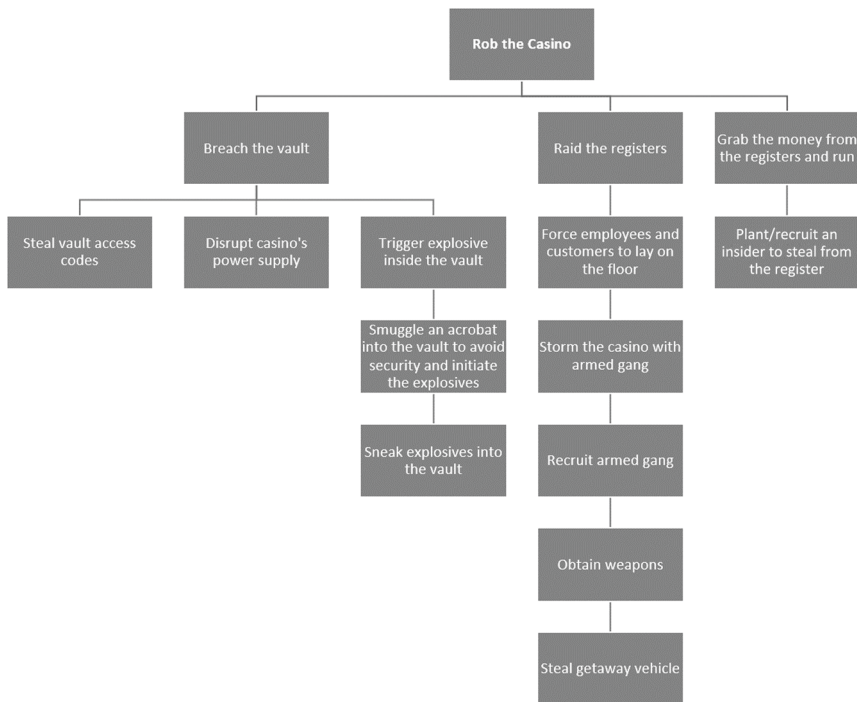 Rob the Casino
Breach the vault
Raid the registers
Grab the money from
the registers and run
Steal vault access
codes
Disrupt casino's
power supply
Trigger explosive
inside the vault
Force employees and
customers to lay on
the floor
Plant/recruit an
insider to steal from
the register
Smuggle an acrobat
into the vault to avoid
security and initiate
the explosives
Storm the casino with
armed gang
Sneak explosives into
the vault
Recruit armed gang
Obtain weapons
Steal getaway vehicle